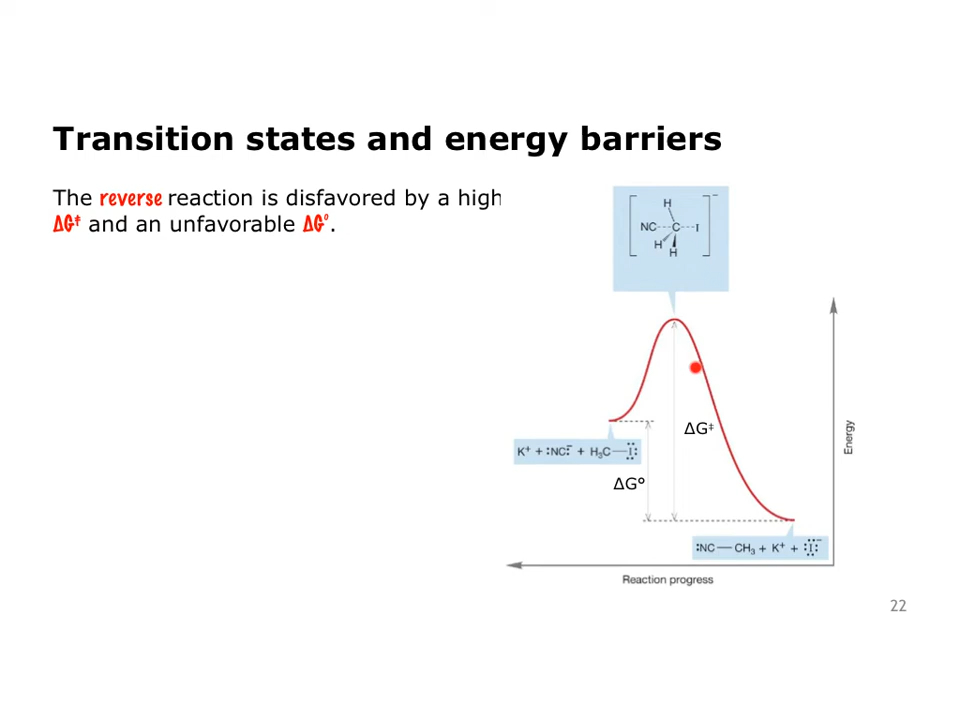 Transition states and energy barriers
The reverse reaction is disfavored by a high
ΔG‡ and an unfavorable ΔG°.
H
NC---C---I
H
H
−
Energy
ΔG‡
K⁺ + :NC:⁻ + H₃C—I:
ΔG°
:NC—CH₃ + K⁺ + :I:⁻
Reaction progress
22